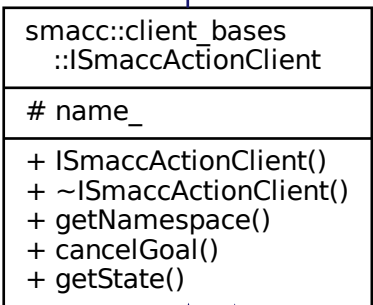 smacc::client_bases
::ISmaccActionClient
# name_
+ ISmaccActionClient()
+ ~ISmaccActionClient()
+ getNamespace()
+ cancelGoal()
+ getState()